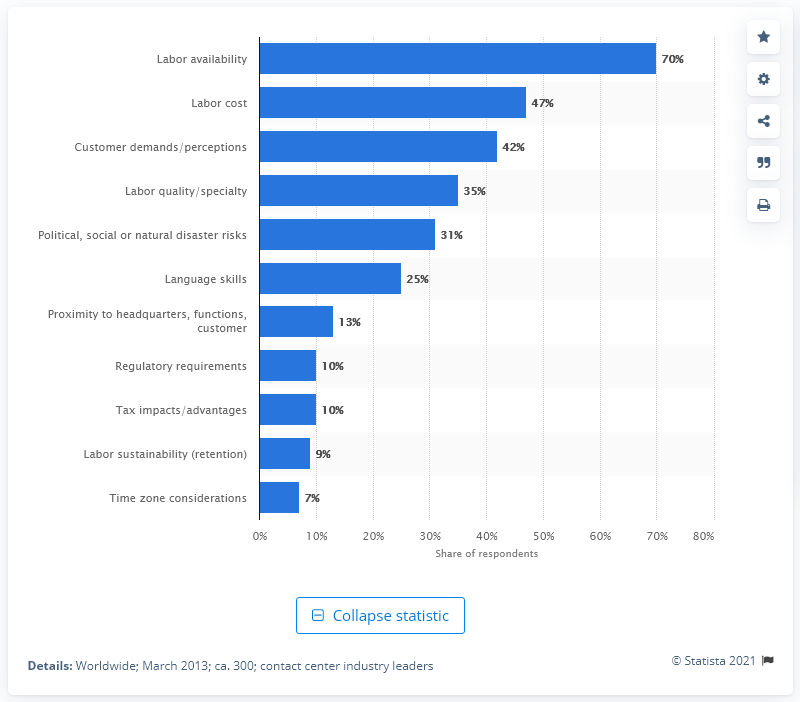 Labor availability 70%
Labor cost 47%
Customer demands/perceptions 42%
Labor quality/specialty 35%
Political, social or natural disaster risks 31%
Language skills 25%
Proximity to headquarters, functions,
customer 13%
Regulatory requirements 10%
Tax impacts/advantages 10%
Labor sustainability (retention) 9%
Time zone considerations 7%
0% 10% 20% 30% 40% 50% 60% 70% 80%
Share of respondents
Collapse statistic
Details: Worldwide; March 2013; ca. 300; contact center industry leaders
© Statista 2021